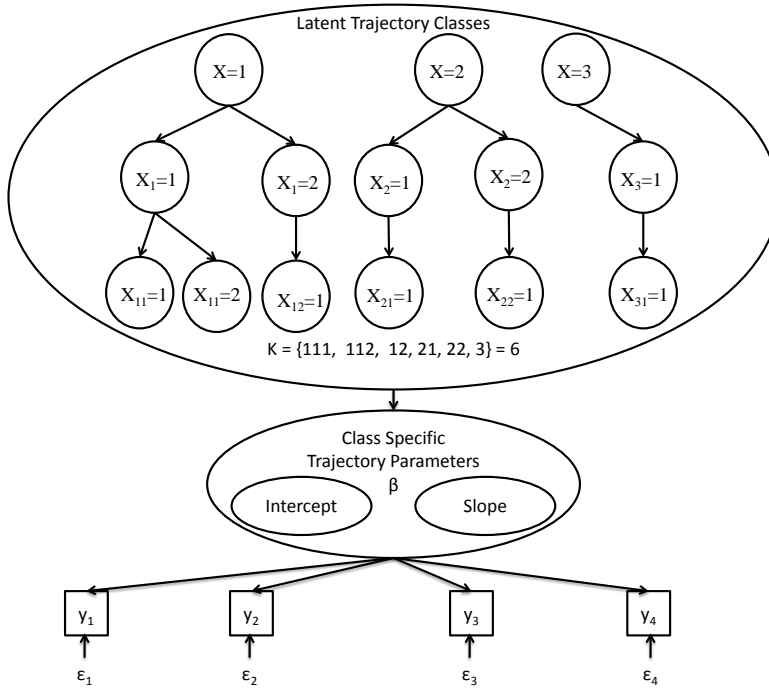 Latent Trajectory Classes
X=1 X=2 X=3
X₁=1 X₁=2 X₂=1 X₂=2 X₃=1
X₁₁=1 X₁₁=2 X₁₂=1 X₂₁=1 X₂₂=1 X₃₁=1
K = {111, 112, 12, 21, 22, 3} = 6
Class Specific
Trajectory Parameters
β
Intercept Slope
y₁ y₂ y₃ y₄
ε₁ ε₂ ε₃ ε₄